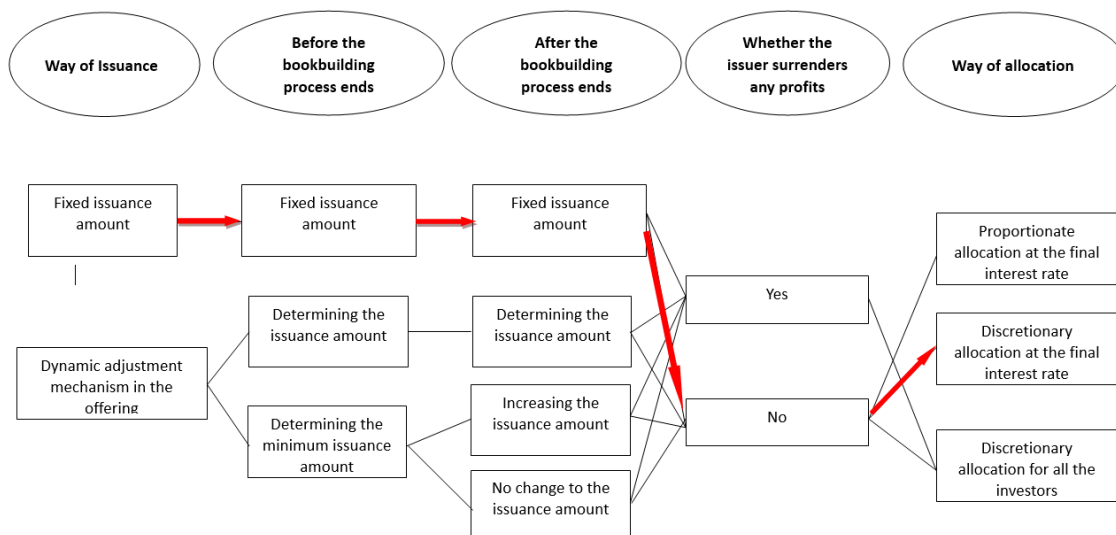 Way of Issuance
Before the
bookbuilding
process ends
After the
bookbuilding
process ends
Whether the
issuer surrenders
any profits
Way of allocation
Fixed issuance
amount
Fixed issuance
amount
Fixed issuance
amount
Proportionate
allocation at the final
interest rate
Yes
Determining the
issuance amount
Determining the
issuance amount
Discretionary
allocation at the final
interest rate
Dynamic adjustment
mechanism in the
offering
Increasing the
issuance amount
No
Determining the
minimum issuance
amount
Discretionary
allocation for all the
investors
No change to the
issuance amount